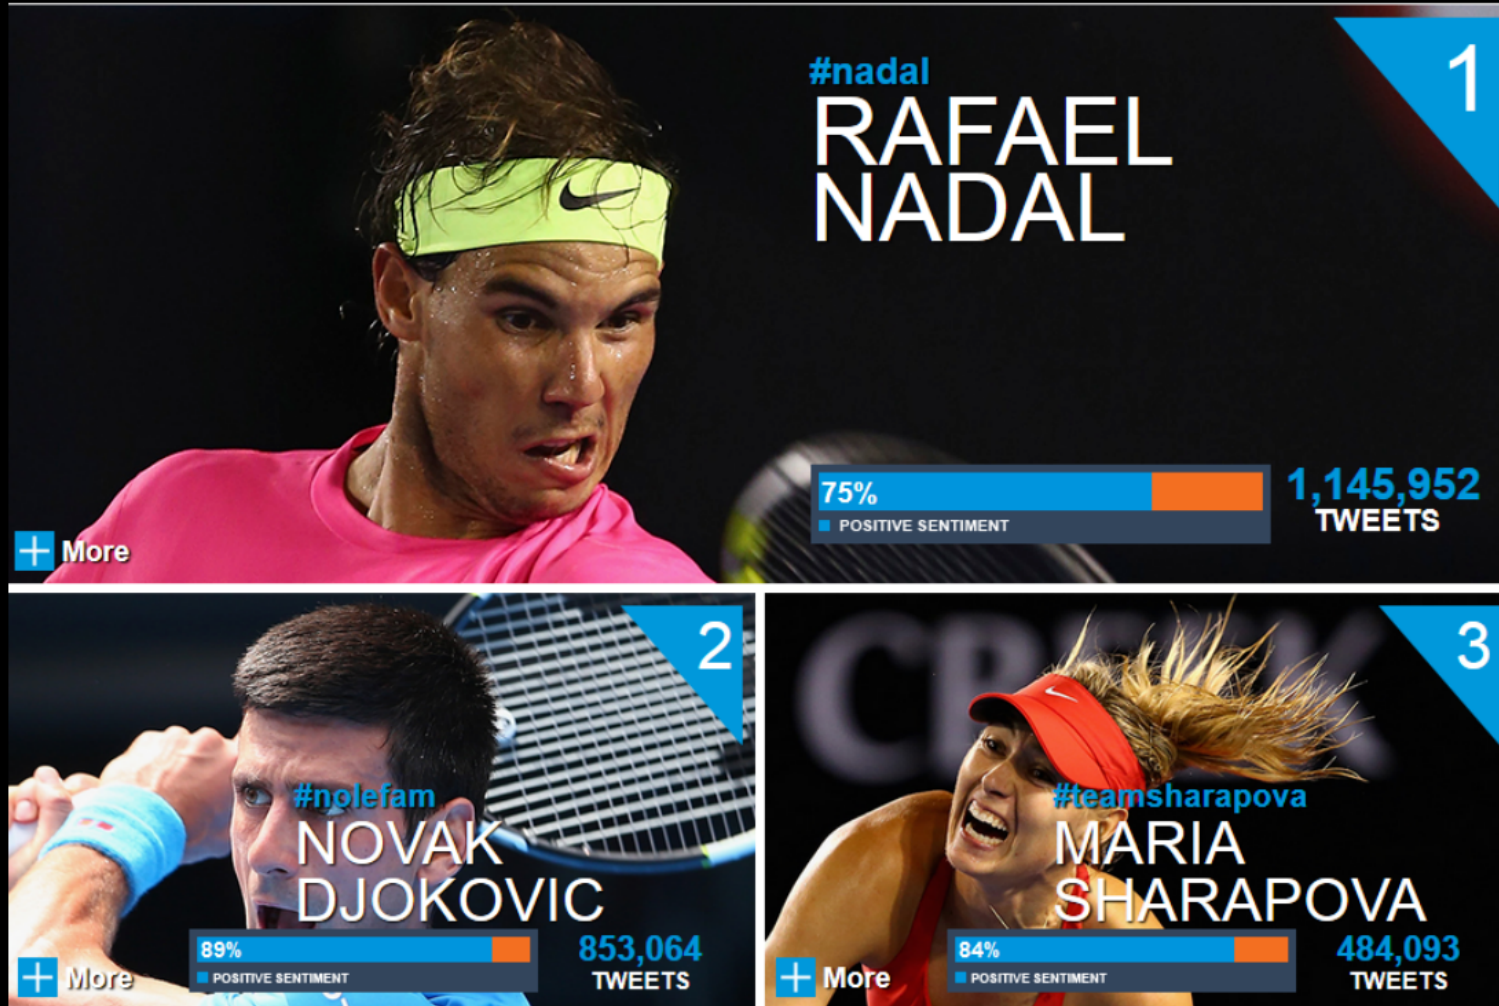 1
#nadal
RAFAEL
NADAL
75%
POSITIVE SENTIMENT
1,145,952
TWEETS
More
2
#nolefam
NOVAK
DJOKOVIC
89%
POSITIVE SENTIMENT
853,064
TWEETS
More
3
#teamsharapova
MARIA
SHARAPOVA
84%
POSITIVE SENTIMENT
484,093
TWEETS
More